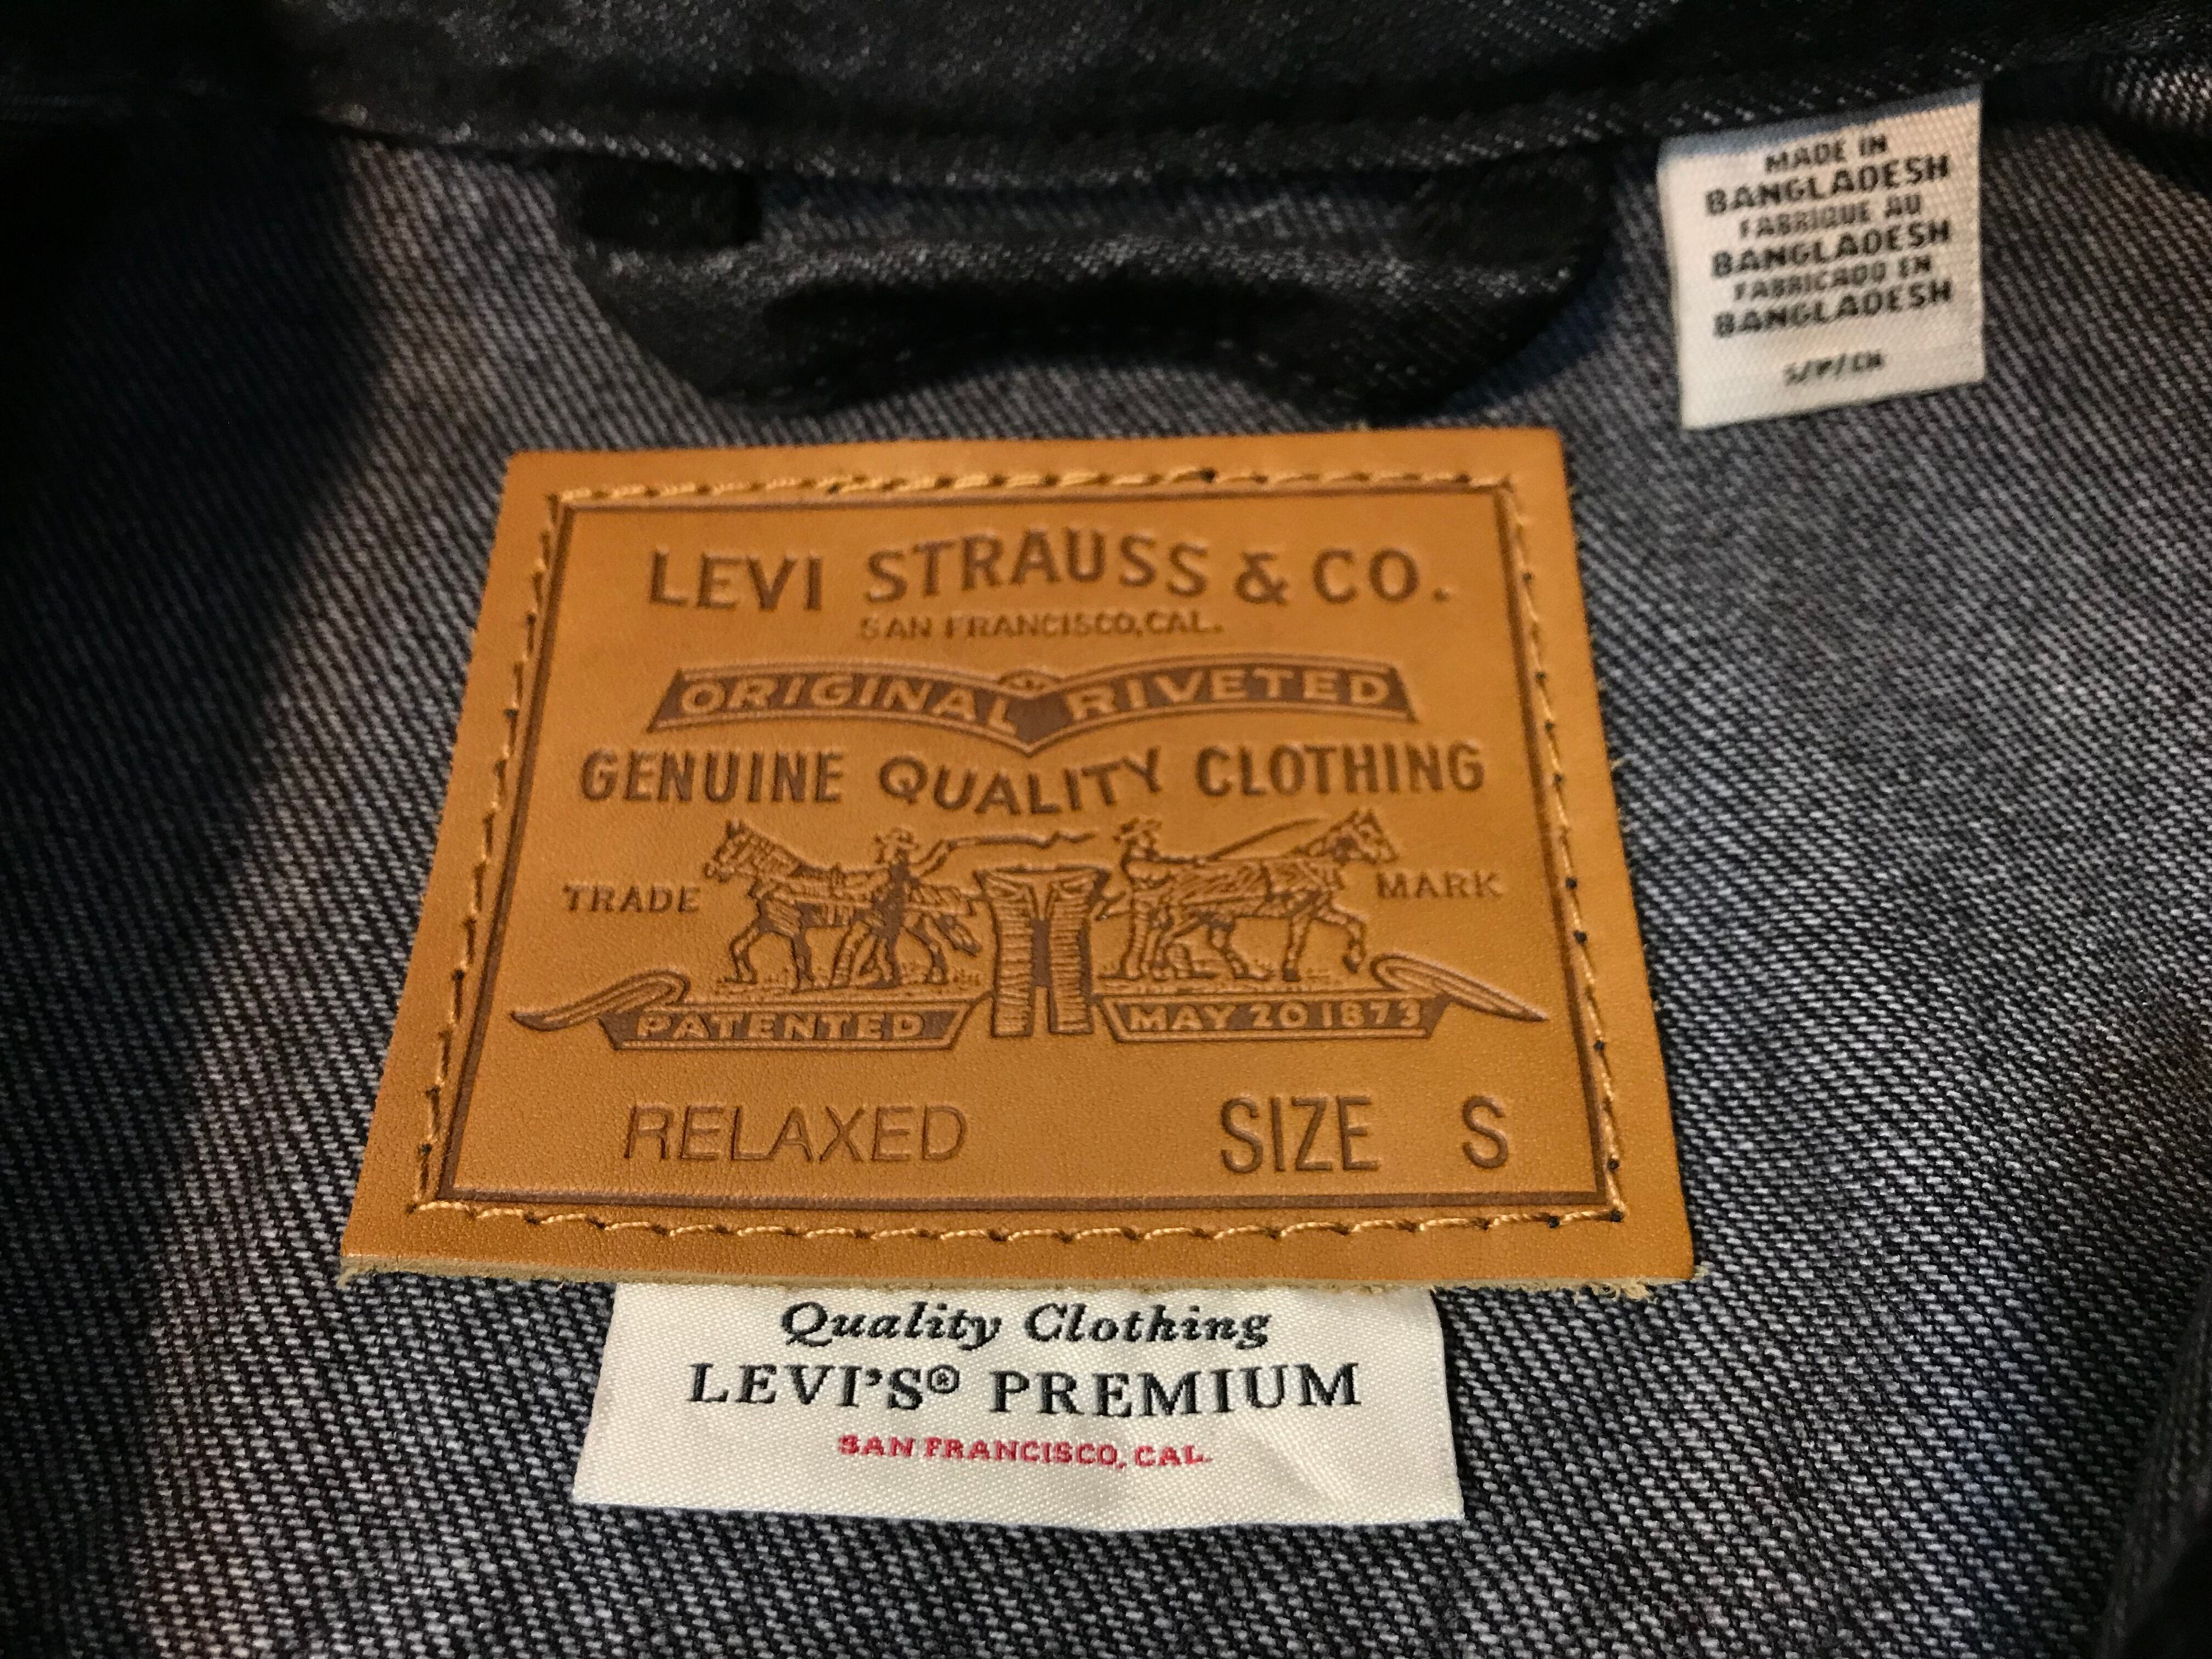 MADE IN
BANGLADESH
FABRIQUE AU
BANGLADESH
FABRICADO EN
BANGLADESH
S/P/CH
LEVI STRAUSS & CO.
SAN FRANCISCO, CAL.
ORIGINAL RIVETED
GENUINE QUALITY CLOTHING
TRADE MARK
PATENTED MAY 20 1873
RELAXED SIZE S
Quality Clothing
LEVI'S® PREMIUM
SAN FRANCISCO, CAL.